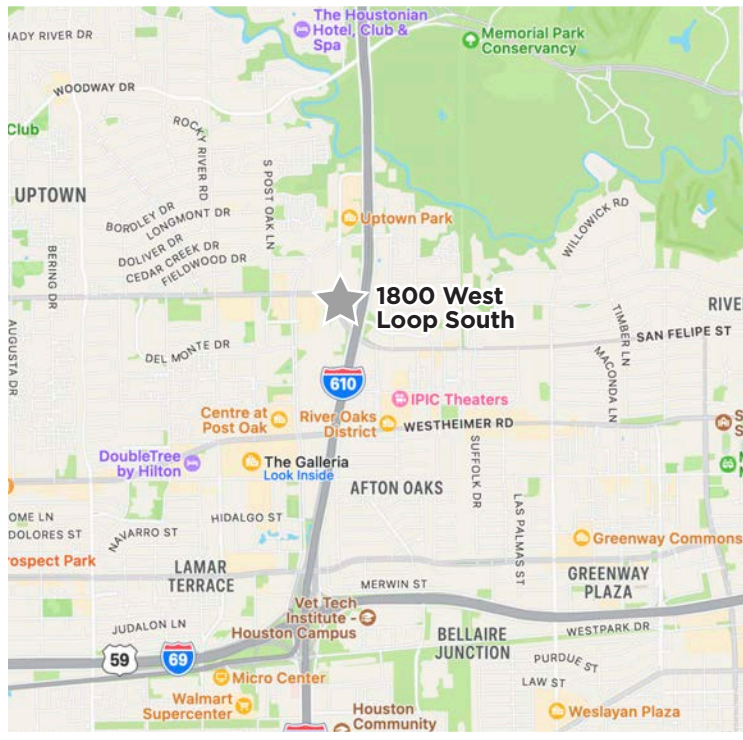 The Houstonian
Hotel, Club &
Spa
Memorial Park
Conservancy
HADY RIVER DR
WOODWAY DR
Club
ROCKY RIVER RD
S POST OAK LN
UPTOWN
BORDLEY DR
LONGMONT DR
DOLIVER DR
CEDAR CREEK DR
FIELDWOOD DR
BERING DR
Uptown Park
WILLOWICK RD
1800 West
Loop South
RIVE
TIMBER LN
SAN FELIPE ST
AUGUSTA DR
DEL MONTE DR
MACONDA LN
610
IPIC Theaters
Centre at
Post Oak
River Oaks
District
WESTHEIMER RD
S
S
DoubleTree
by Hilton
The Galleria
Look Inside
SUFFOLK DR
AFTON OAKS
LAS PALMAS ST
OME LN
DOLORES ST
NAVARRO ST
HIDALGO ST
Greenway Commons
rospect Park
LAMAR
TERRACE
MERWIN ST
GREENWAY
PLAZA
Vet Tech
Institute -
Houston Campus
JUDALON LN
BELLAIRE
JUNCTION
WESTPARK DR
59
69
PURDUE ST
LAW ST
Micro Center
Walmart
Supercenter
Houston
Community
Weslayan Plaza